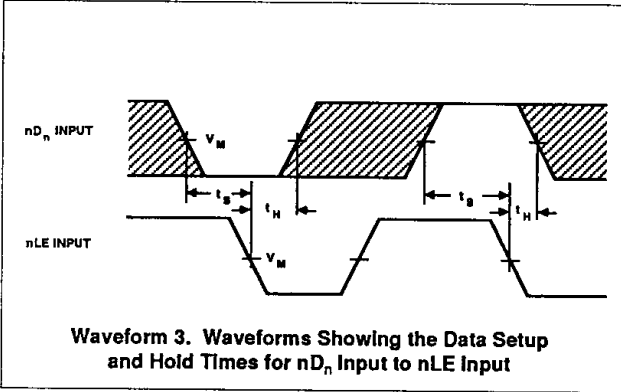 nDn INPUT
VM
ts
tH
ts
tH
nLE INPUT
VM
Waveform 3. Waveforms Showing the Data Setup
and Hold Times for nDn Input to nLE Input